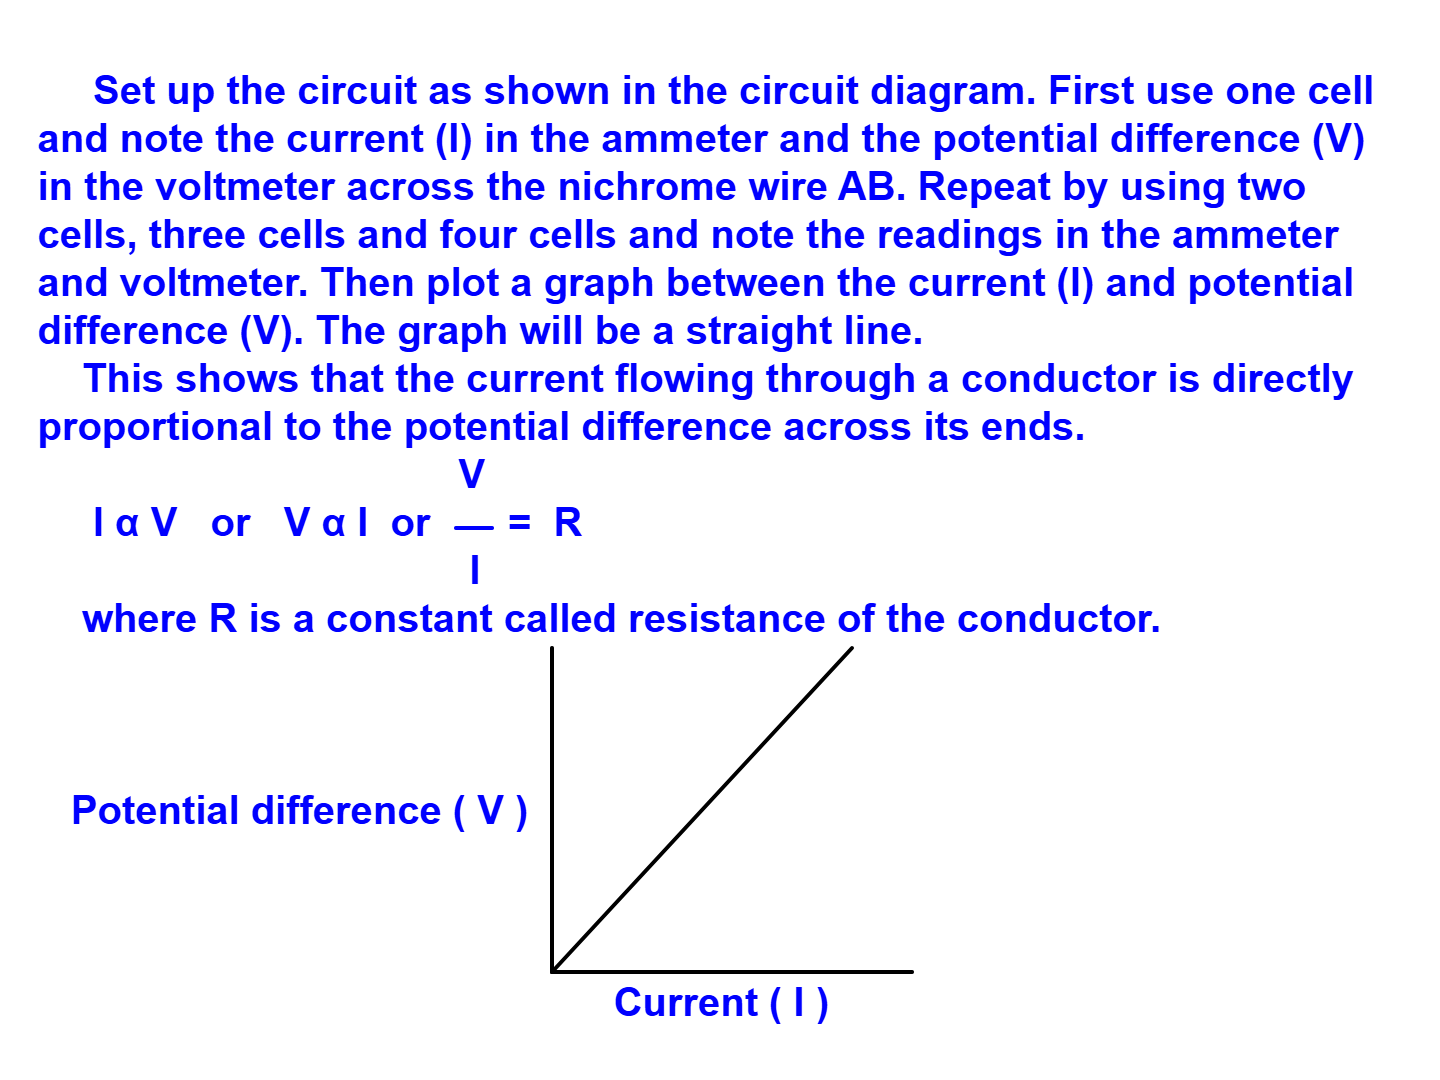 Set up the circuit as shown in the circuit diagram. First use one cell
and note the current (I) in the ammeter and the potential difference (V)
in the voltmeter across the nichrome wire AB. Repeat by using two
cells, three cells and four cells and note the readings in the ammeter
and voltmeter. Then plot a graph between the current (I) and potential
difference (V). The graph will be a straight line.
This shows that the current flowing through a conductor is directly
proportional to the potential difference across its ends.
V
I α V or V α I or — = R
I
where R is a constant called resistance of the conductor.
Potential difference ( V )
Current ( I )